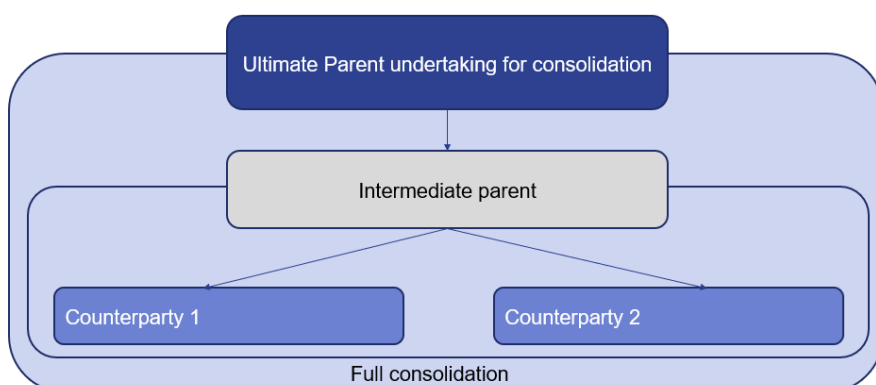 Ultimate Parent undertaking for consolidation
Intermediate parent
Counterparty 1
Counterparty 2
Full consolidation